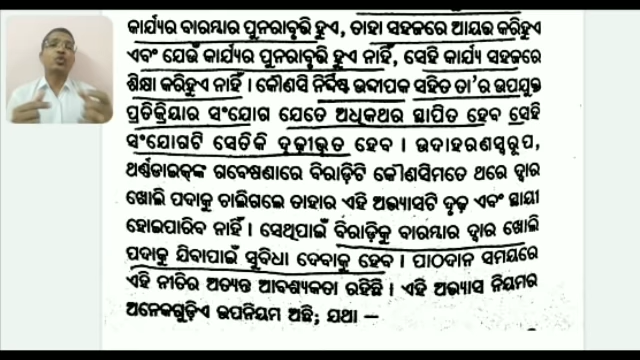 କାର୍ଯ୍ୟର ବାରମ୍ବାର ପୁନରାବୃତ୍ତି ହୁଏ, ତାହା ସହଜରେ ଆୟତ୍ତ କରିହୁଏ
ଏବଂ ଯେଉଁ କାର୍ଯ୍ୟର ପୁନରାବୃତ୍ତି ହୁଏ ନାହିଁ, ସେହି କାର୍ଯ୍ୟ ସହଜରେ
ଶିକ୍ଷା କରିହୁଏ ନାହିଁ । କୌଣସି ନିର୍ଦ୍ଦିଷ୍ଟ ଉଦ୍ଦୀପକ ସହିତ ତା'ର ଉପଯୁକ୍ତ
ପ୍ରତିକ୍ରିୟାର ସଂଯୋଗ ଯେତେ ଅଧିକଥର ସ୍ଥାପିତ ହେବ ସେହି
ସଂଯୋଗଟି ସେତିକି ଦୃଢ଼ୀଭୂତ ହେବ । ଉଦାହରଣସ୍ୱରୂପ,
ଥର୍ଣ୍ଣଡାଇକ୍‌ଙ୍କ ଗବେଷଣାରେ ବିରାଡ଼ିଟି କୌଣସିମତେ ଥରେ ଦ୍ୱାର
ଖୋଲି ପଦାକୁ ଚାଲିଗଲେ ତାହାର ଏହି ଅଭ୍ୟାସଟି ଦୃଢ଼ ଏବଂ ସ୍ଥାୟୀ
ହୋଇପାରିବ ନାହିଁ । ସେଥିପାଇଁ ବିରାଡ଼ିକୁ ବାରମ୍ବାର ଦ୍ୱାର ଖୋଲି
ପଦାକୁ ଯିବାପାଇଁ ସୁବିଧା ଦେବାକୁ ହେବ । ପାଠଦାନ ସମୟରେ
ଏହି ନୀତିର ଅତ୍ୟନ୍ତ ଆବଶ୍ୟକତା ରହିଛି । ଏହି ଅଭ୍ୟାସ ନିୟମର
ଅନେକଗୁଡ଼ିଏ ଉପନିୟମ ଅଛି; ଯଥା —